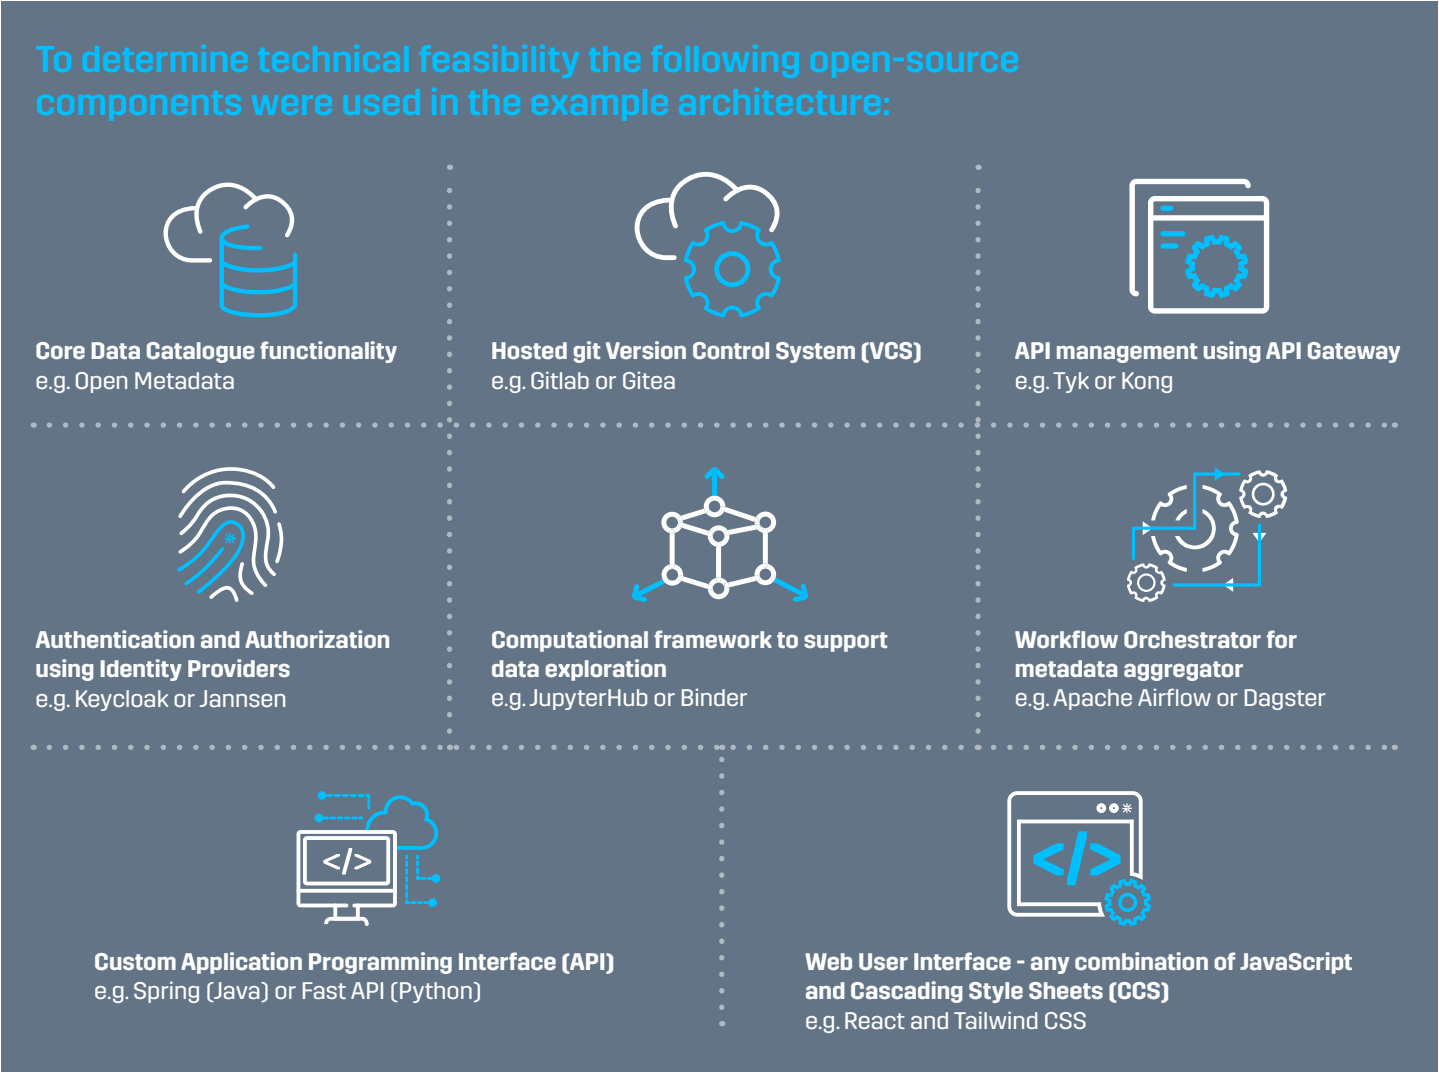 To determine technical feasibility the following open-source
components were used in the example architecture:
Core Data Catalogue functionality
e.g. Open Metadata
Hosted git Version Control System (VCS)
e.g. Gitlab or Gitea
API management using API Gateway
e.g. Tyk or Kong
Authentication and Authorization
using Identity Providers
e.g. Keycloak or Jannsen
Computational framework to support
data exploration
e.g. JupyterHub or Binder
Workflow Orchestrator for
metadata aggregator
e.g. Apache Airflow or Dagster
</>
Custom Application Programming Interface (API)
e.g. Spring (Java) or Fast API (Python)
</>
Web User Interface - any combination of JavaScript
and Cascading Style Sheets (CCS)
e.g. React and Tailwind CSS